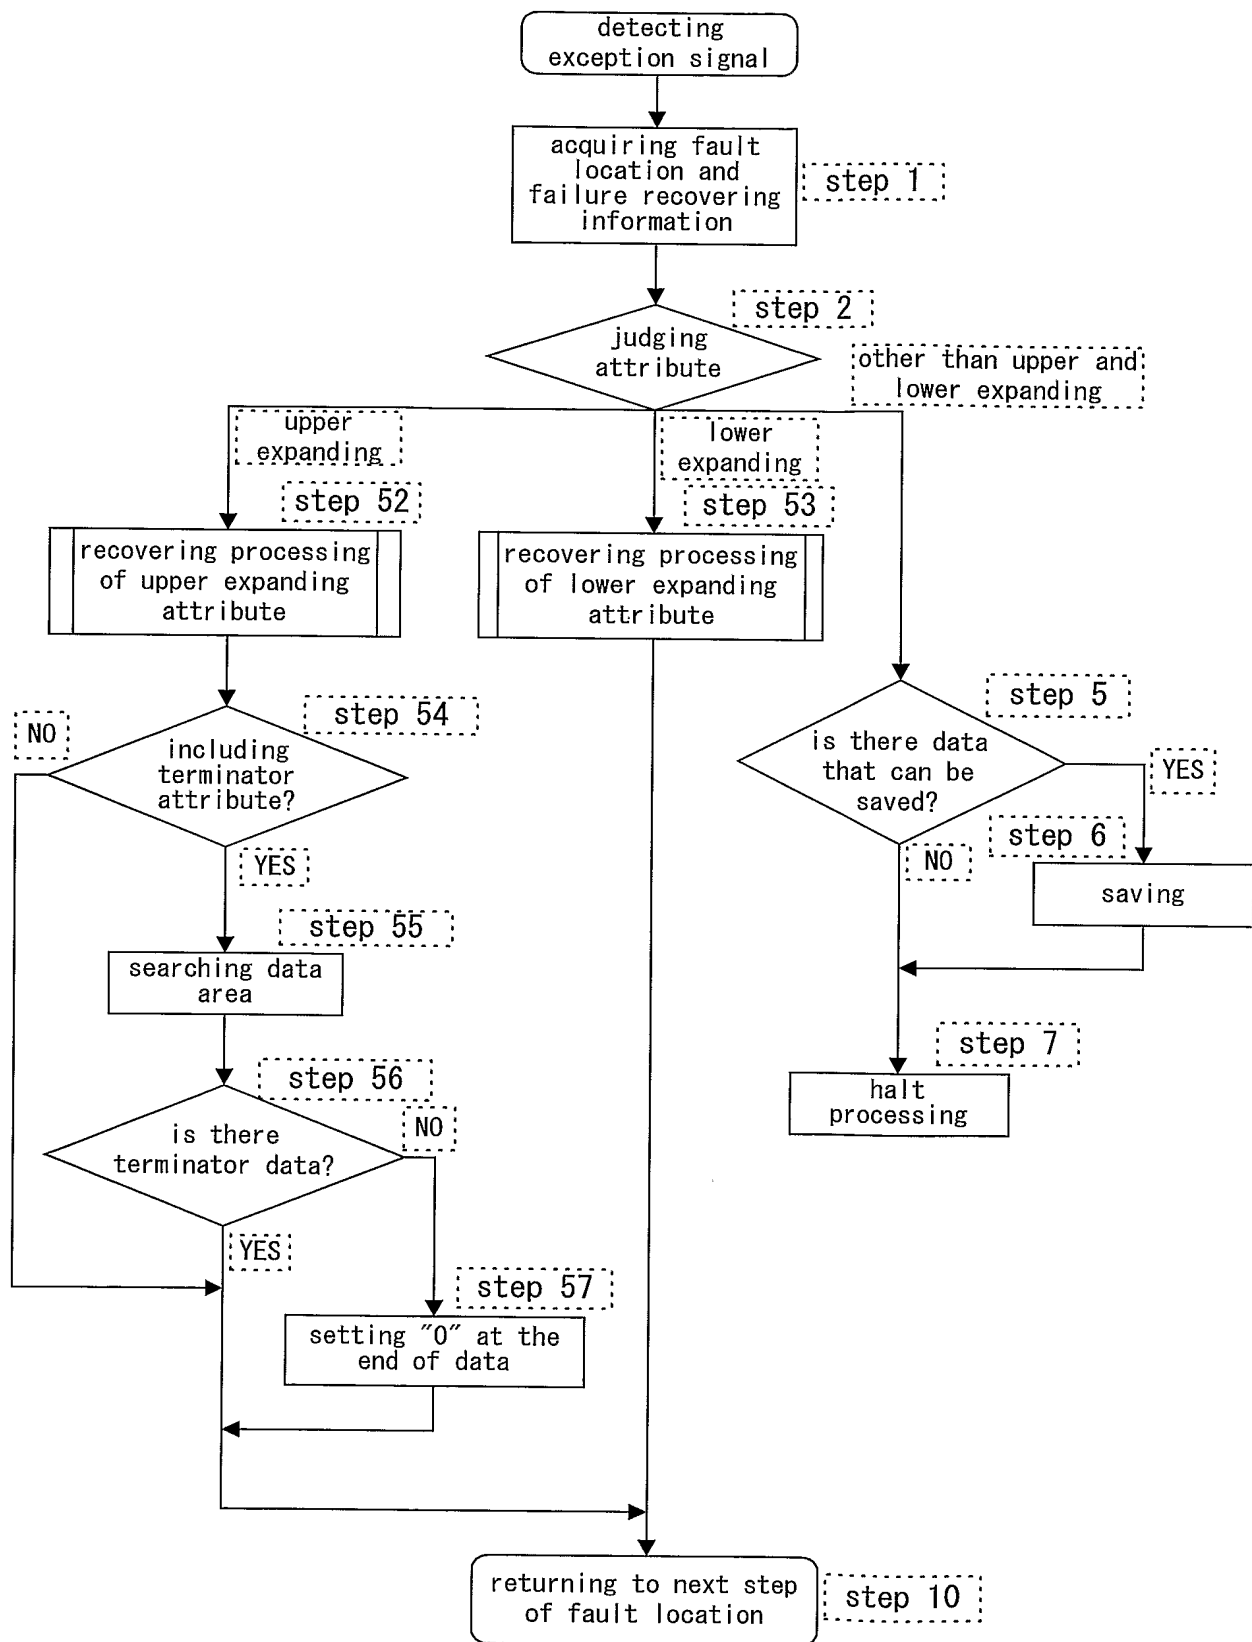 detecting
exception signal
acquiring fault
location and
failure recovering
information
step 1
step 2
judging
attribute
other than upper and
lower expanding
upper
expanding
lower
expanding
step 52
step 53
recovering processing
of upper expanding
attribute
recovering processing
of lower expanding
attribute
step 54
NO
including
terminator
attribute?
YES
step 5
is there data
that can be
saved?
YES
NO
step 6
saving
step 55
searching data
area
step 7
halt
processing
step 56
is there
terminator data?
NO
YES
step 57
setting "0" at the
end of data
returning to next step
of fault location
step 10